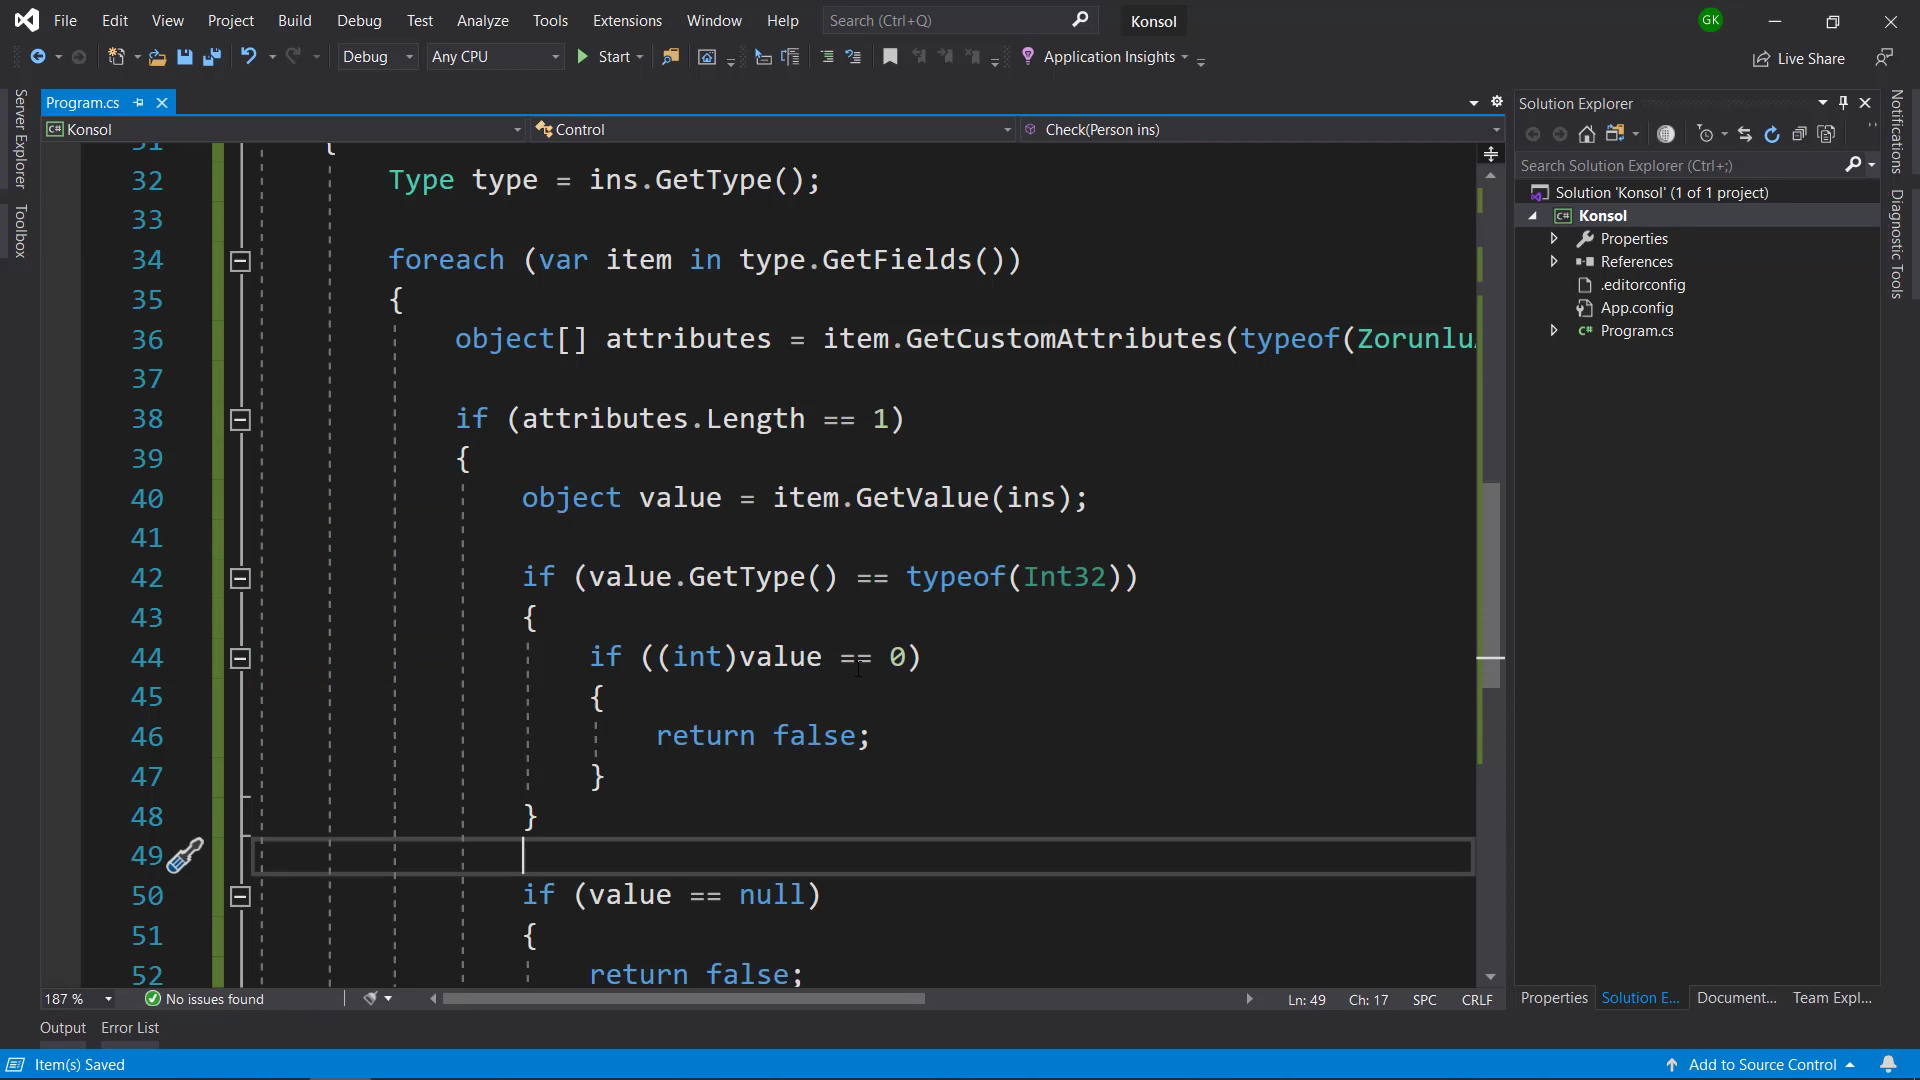 File Edit View Project Build Debug Test Analyze Tools Extensions Window Help Search (Ctrl+Q) Konsol GK
Debug Any CPU Start Application Insights Live Share
Server Explorer
Toolbox
Program.cs
C# Konsol Control Check(Person ins)
31 {
32 Type type = ins.GetType();
33
34 foreach (var item in type.GetFields())
35 {
36 object[] attributes = item.GetCustomAttributes(typeof(Zorunlu
37
38 if (attributes.Length == 1)
39 {
40 object value = item.GetValue(ins);
41
42 if (value.GetType() == typeof(Int32))
43 {
44 if ((int)value == 0)
45 {
46 return false;
47 }
48 }
49
50 if (value == null)
51 {
52 return false;
187 % No issues found Ln: 49 Ch: 17 SPC CRLF
Output Error List
Item(s) Saved Add to Source Control
Solution Explorer
Search Solution Explorer (Ctrl+;)
Solution 'Konsol' (1 of 1 project)
C# Konsol
Properties
References
.editorconfig
App.config
C# Program.cs
Properties Solution E... Document... Team Expl...
Notifications
Diagnostic Tools